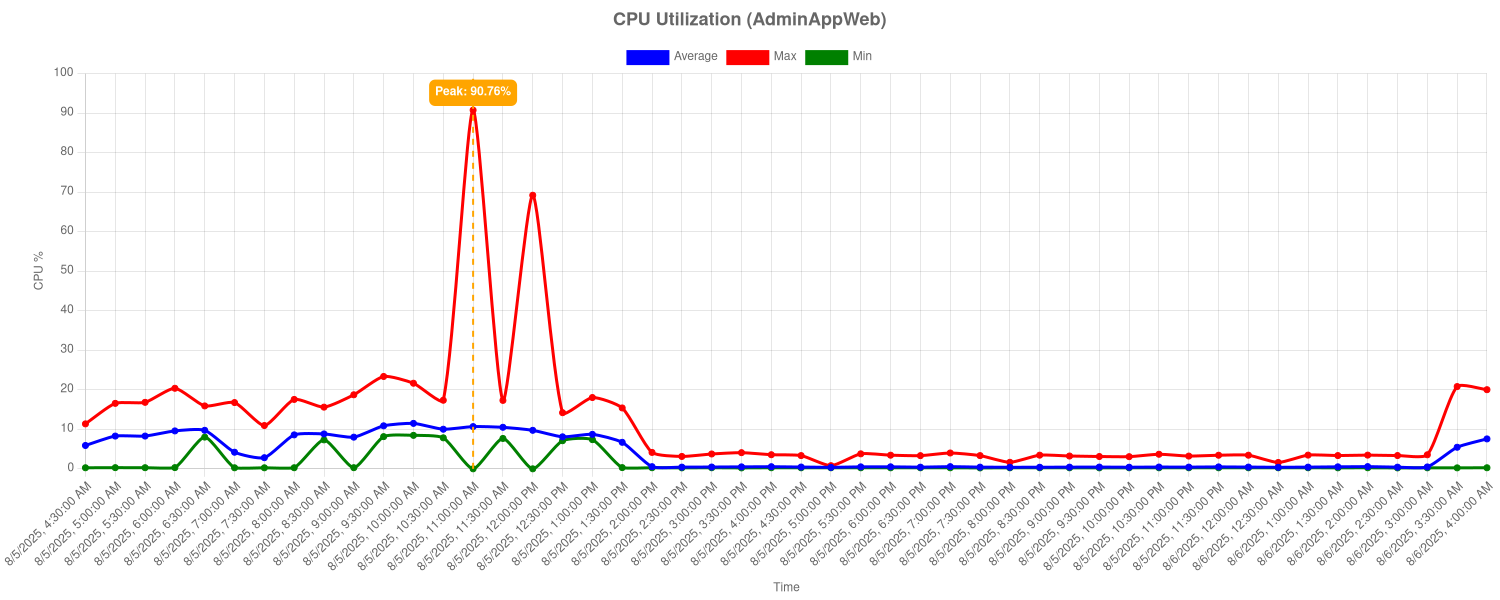 CPU Utilization (AdminAppWeb)
Average Max Min
100
Peak: 90.76%
90
80
70
60
50
40
30
20
10
0
CPU %
8/5/2025, 4:30:00 AM
8/5/2025, 5:00:00 AM
8/5/2025, 5:30:00 AM
8/5/2025, 6:00:00 AM
8/5/2025, 6:30:00 AM
8/5/2025, 7:00:00 AM
8/5/2025, 7:30:00 AM
8/5/2025, 8:00:00 AM
8/5/2025, 8:30:00 AM
8/5/2025, 9:00:00 AM
8/5/2025, 9:30:00 AM
8/5/2025, 10:00:00 AM
8/5/2025, 10:30:00 AM
8/5/2025, 11:00:00 AM
8/5/2025, 11:30:00 AM
8/5/2025, 12:00:00 PM
8/5/2025, 12:30:00 PM
8/5/2025, 1:00:00 PM
8/5/2025, 1:30:00 PM
8/5/2025, 2:00:00 PM
8/5/2025, 2:30:00 PM
8/5/2025, 3:00:00 PM
8/5/2025, 3:30:00 PM
8/5/2025, 4:00:00 PM
8/5/2025, 4:30:00 PM
8/5/2025, 5:00:00 PM
8/5/2025, 5:30:00 PM
8/5/2025, 6:00:00 PM
8/5/2025, 6:30:00 PM
8/5/2025, 7:00:00 PM
8/5/2025, 7:30:00 PM
8/5/2025, 8:00:00 PM
8/5/2025, 8:30:00 PM
8/5/2025, 9:00:00 PM
8/5/2025, 9:30:00 PM
8/5/2025, 10:00:00 PM
8/5/2025, 10:30:00 PM
8/5/2025, 11:00:00 PM
8/5/2025, 11:30:00 PM
8/6/2025, 12:00:00 AM
8/6/2025, 12:30:00 AM
8/6/2025, 1:00:00 AM
8/6/2025, 1:30:00 AM
8/6/2025, 2:00:00 AM
8/6/2025, 2:30:00 AM
8/6/2025, 3:00:00 AM
8/6/2025, 3:30:00 AM
8/6/2025, 4:00:00 AM
Time